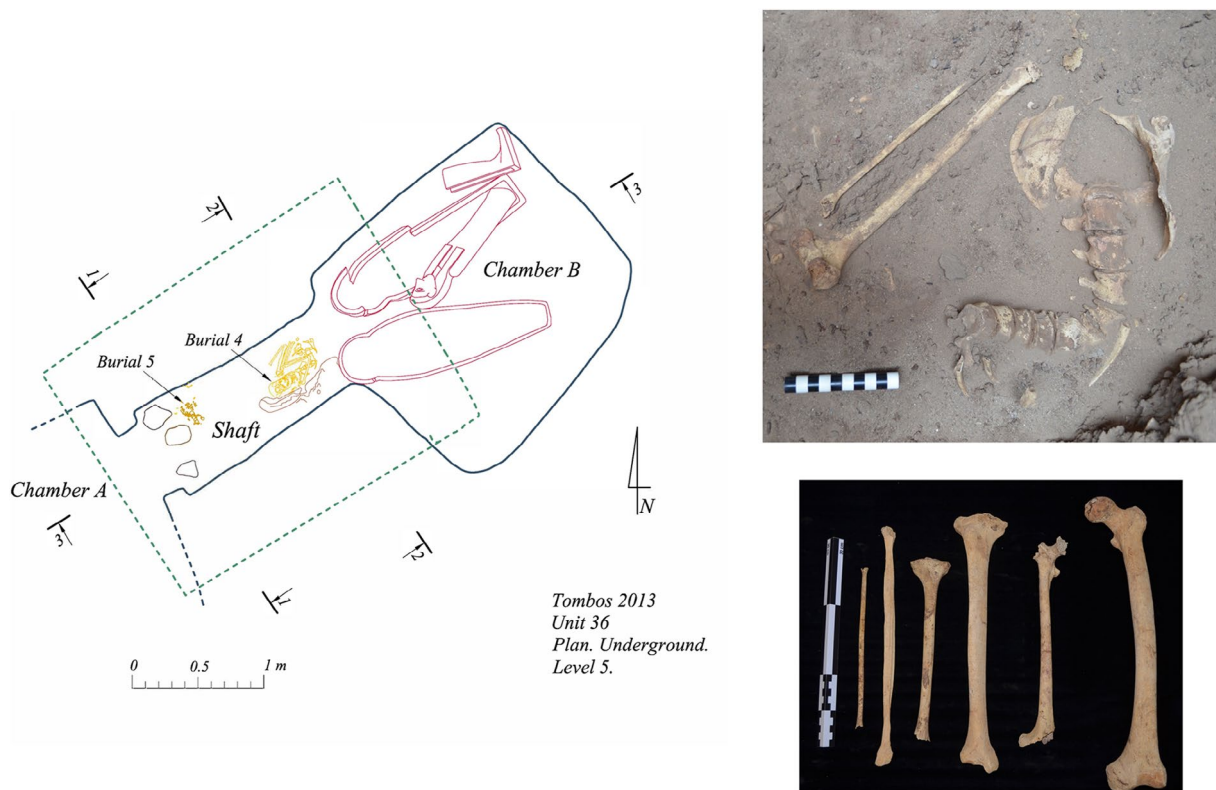 2
3
1
Chamber B
Burial 4
Burial 5
Shaft
Chamber A
N
3
2
1
Tombos 2013
Unit 36
Plan. Underground.
Level 5.
0 0.5 1 m